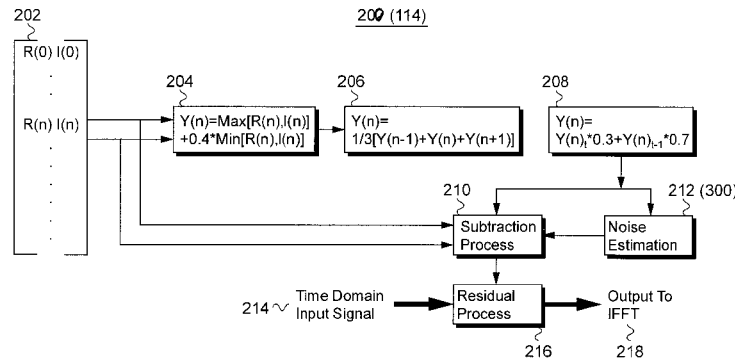 200 (114)
202
R(0) I(0)
R(n) I(n)
204
Y(n)=Max[R(n),I(n)]
+0.4*Min[R(n),I(n)]
206
Y(n)=
1/3[Y(n-1)+Y(n)+Y(n+1)]
208
Y(n)=
Y(n)t*0.3+Y(n)t-1*0.7
210
Subtraction
Process
212 (300)
Noise
Estimation
214
Time Domain
Input Signal
Residual
Process
216
Output To
IFFT
218